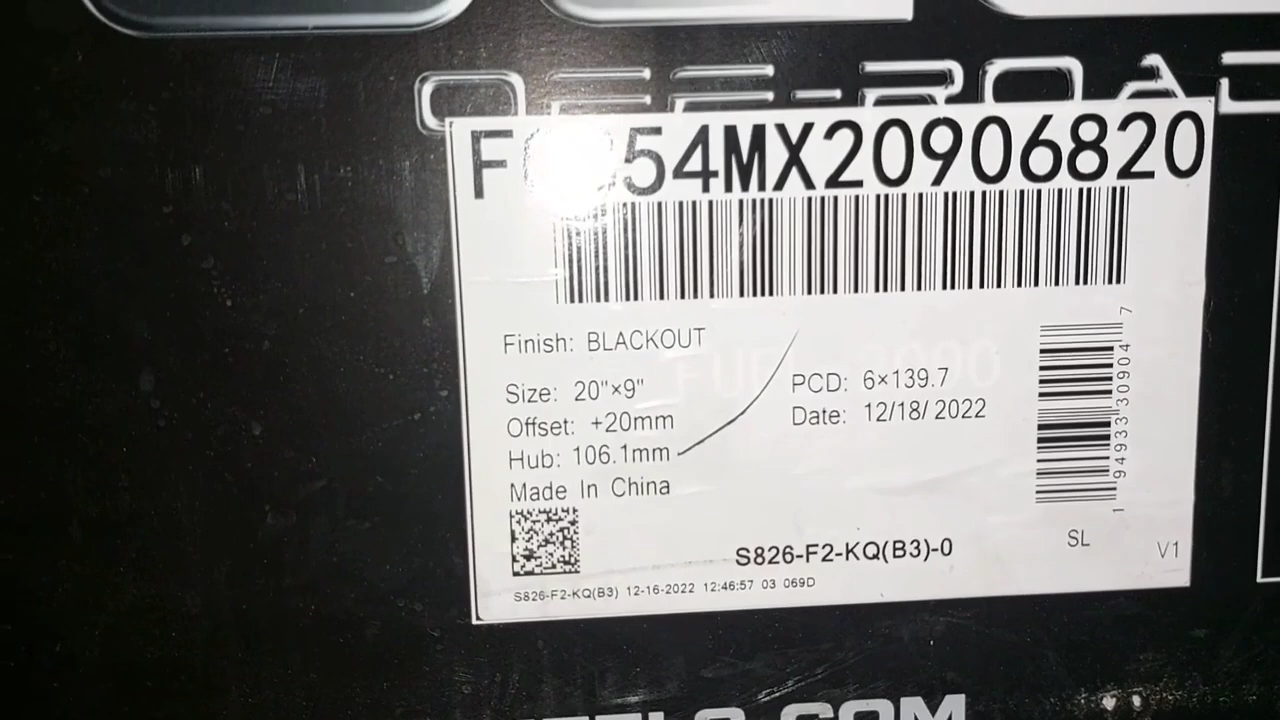 OFF-ROAD
54MX20906820
Finish: BLACKOUT
Size: 20"×9"
PCD: 6×139.7
Offset: +20mm
Date: 12/18/ 2022
Hub: 106.1mm
Made In China
1 94933 30904 7
S826-F2-KQ(B3)-0
SL
V1
S826-F2-KQ(B3) 12-16-2022 12:46:57 03 069D
.COM